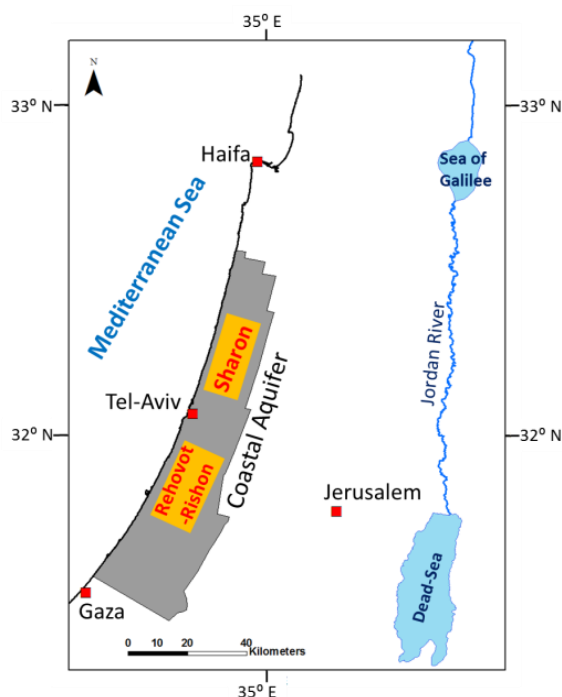 35° E
N
33° N
33° N
Haifa
Sea of
Galilee
Mediterranean Sea
Jordan River
Sharon
Coastal Aquifer
Tel-Aviv
32° N
32° N
Rehovot
-Rishon
Jerusalem
Dead-Sea
Gaza
0 10 20 40
Kilometers
35° E